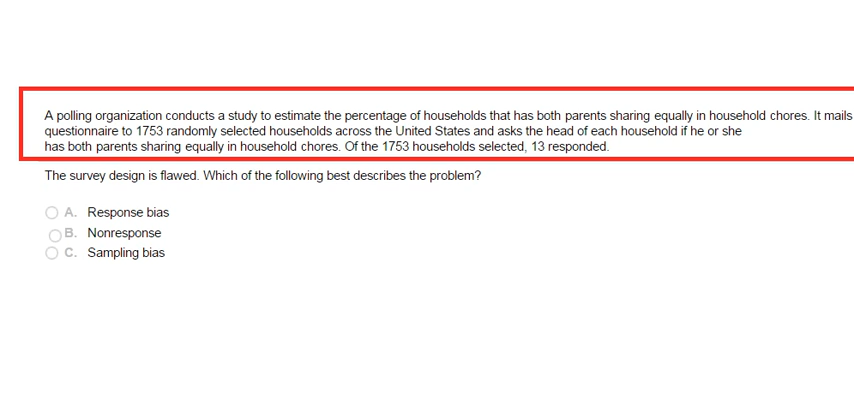 A polling organization conducts a study to estimate the percentage of households that has both parents sharing equally in household chores. It mails
questionnaire to 1753 randomly selected households across the United States and asks the head of each household if he or she
has both parents sharing equally in household chores. Of the 1753 households selected, 13 responded.
The survey design is flawed. Which of the following best describes the problem?
A. Response bias
B. Nonresponse
C. Sampling bias